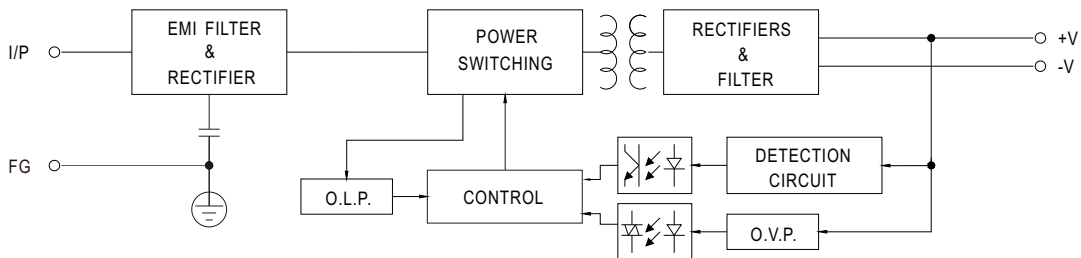 I/P
EMI FILTER
&
RECTIFIER
POWER
SWITCHING
RECTIFIERS
&
FILTER
+V
-V
FG
O.L.P.
CONTROL
DETECTION
CIRCUIT
O.V.P.